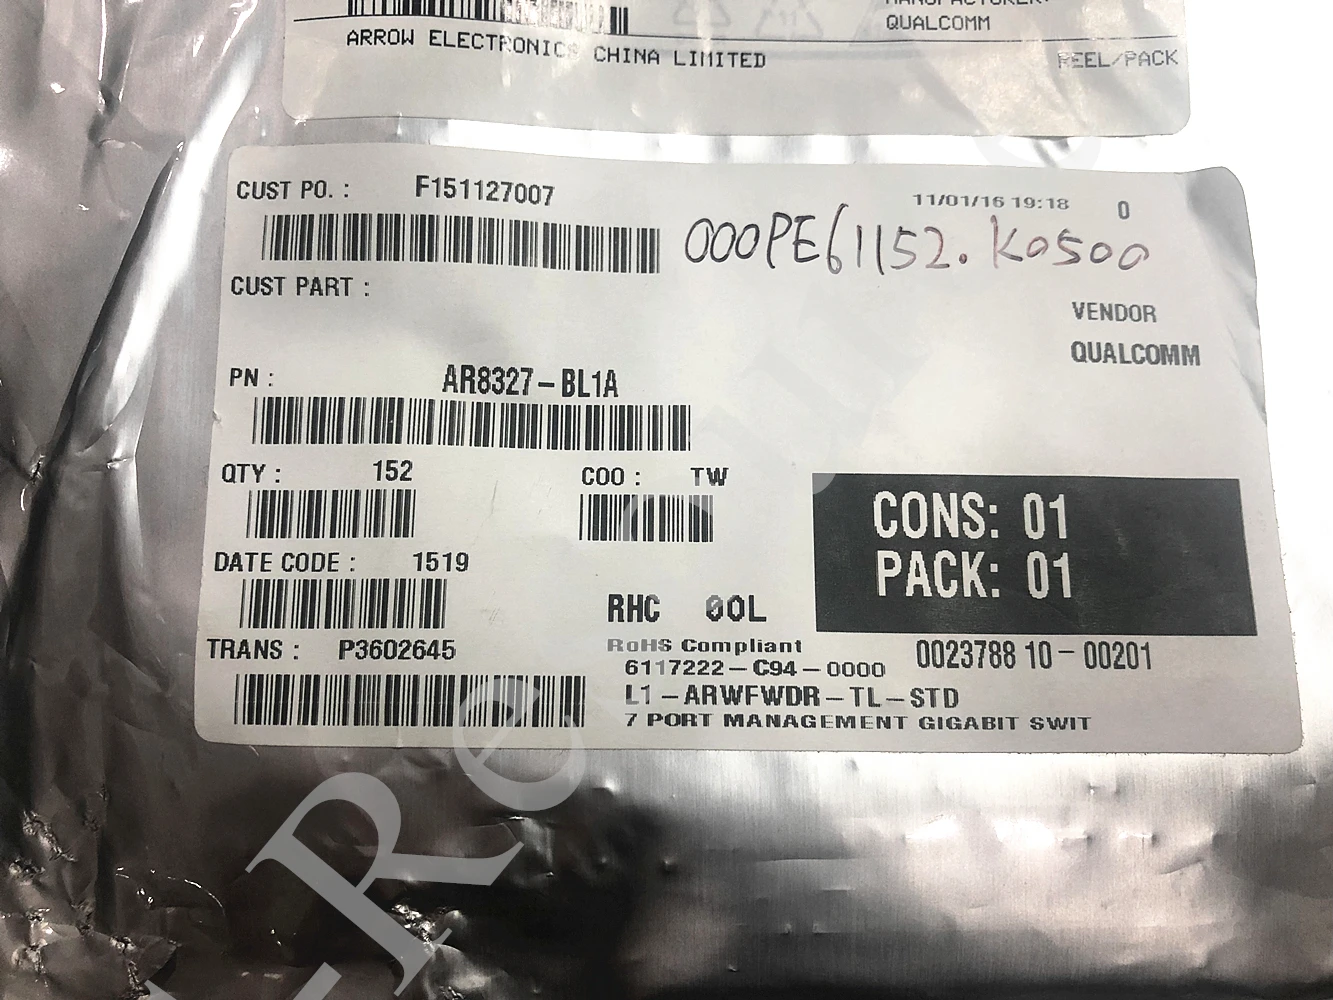 QUALCOMM
ARROW ELECTRONICS CHINA LIMITED
REEL/PACK
CUST PO. : F151127007
11/01/16 19:18 0
000PE61152.K0500
CUST PART :
VENDOR
QUALCOMM
PN : AR8327-BL1A
QTY : 152
COO : TW
CONS: 01
PACK: 01
DATE CODE : 1519
RHC 00L
TRANS : P3602645
RoHS Compliant
6117222-C94-0000
0023788 10-00201
L1-ARWFWDR-TL-STD
7 PORT MANAGEMENT GIGABIT SWIT